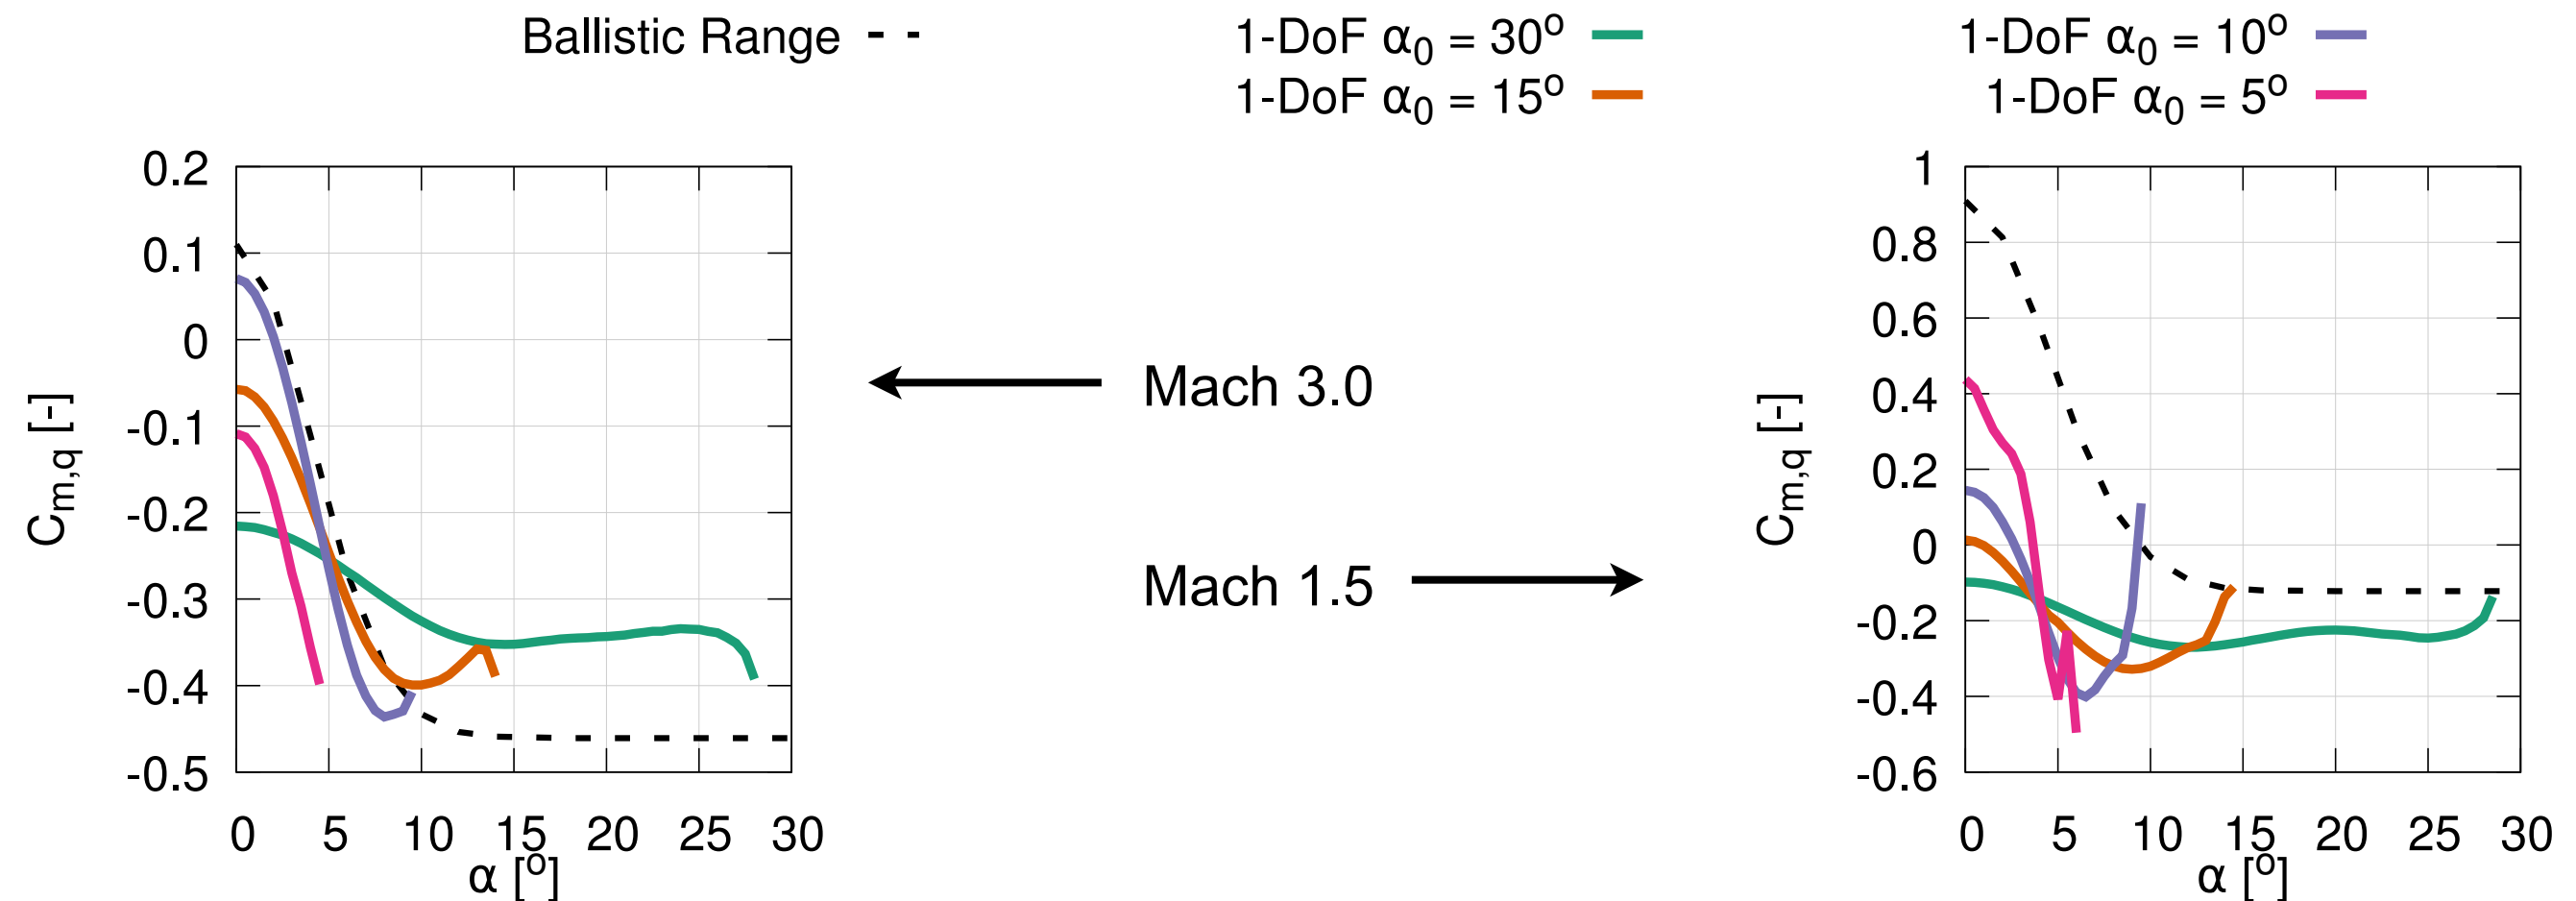 Ballistic Range
1-DoF α0 = 30o
1-DoF α0 = 15o
1-DoF α0 = 10o
1-DoF α0 = 5o
0.2
0.1
0
-0.1
-0.2
-0.3
-0.4
-0.5
Cm,q [-]
0 5 10 15 20 25 30
α [o]
Mach 3.0
Mach 1.5
1
0.8
0.6
0.4
0.2
0
-0.2
-0.4
-0.6
Cm,q [-]
0 5 10 15 20 25 30
α [o]